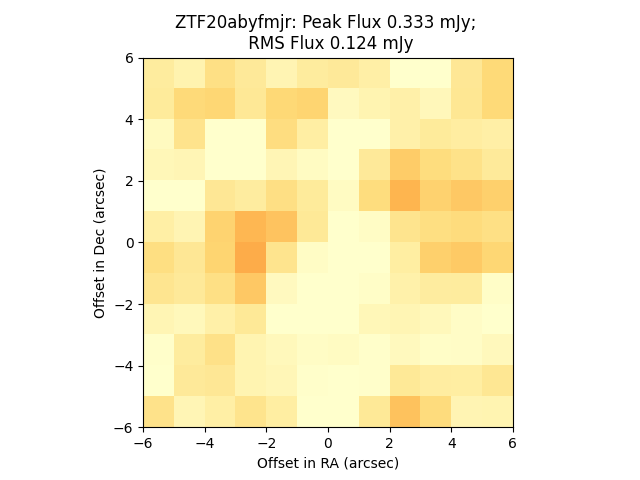 ZTF20abyfmjr: Peak Flux 0.333 mJy;
RMS Flux 0.124 mJy
6
4
2
0
−2
−4
−6
Offset in Dec (arcsec)
−6 −4 −2 0 2 4 6
Offset in RA (arcsec)